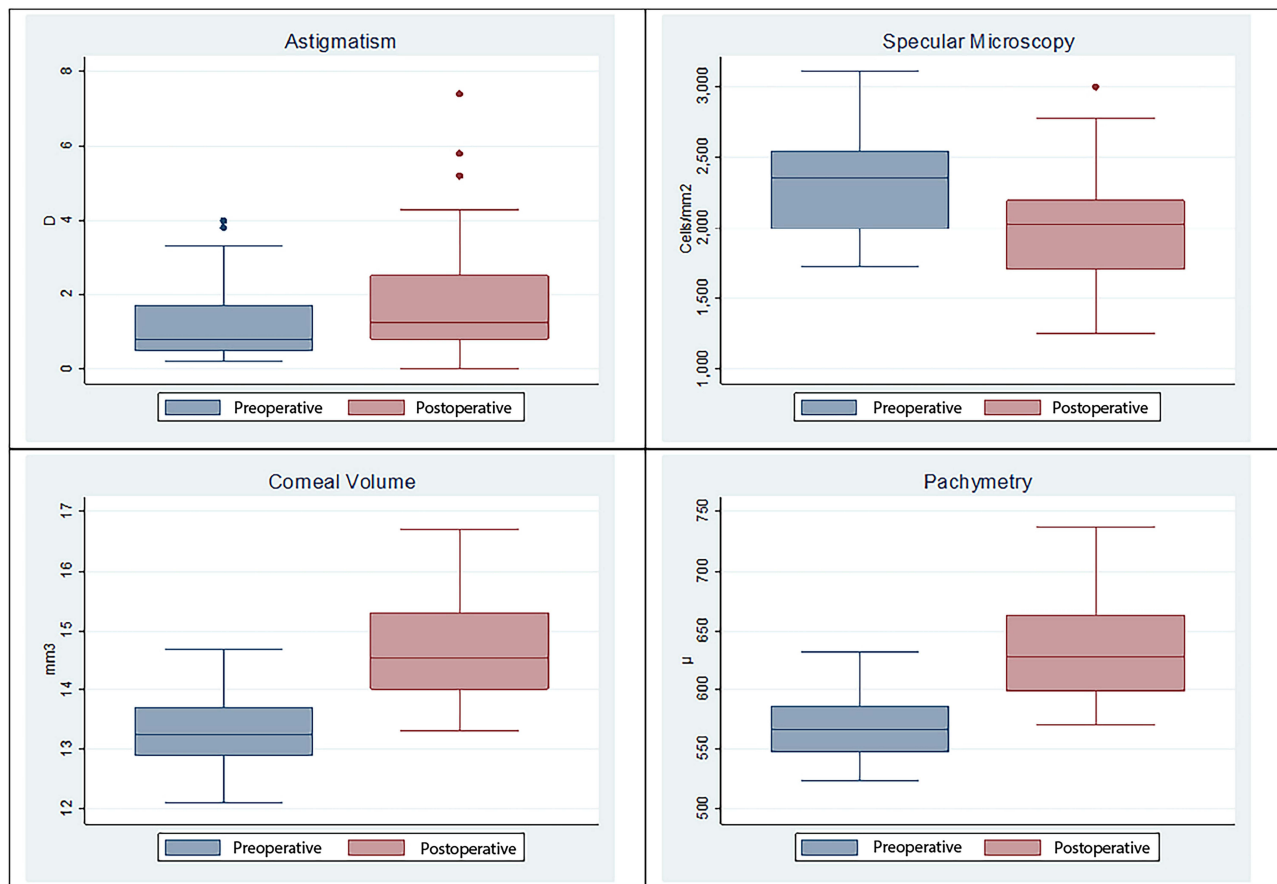 Astigmatism
8
6
4
2
0
D
Preoperative Postoperative
Specular Microscopy
3,000
2,500
2,000
1,500
1,000
Cells/mm2
Preoperative Postoperative
Corneal Volume
17
16
15
14
13
12
mm3
Preoperative Postoperative
Pachymetry
750
700
650
600
550
500
µ
Preoperative Postoperative